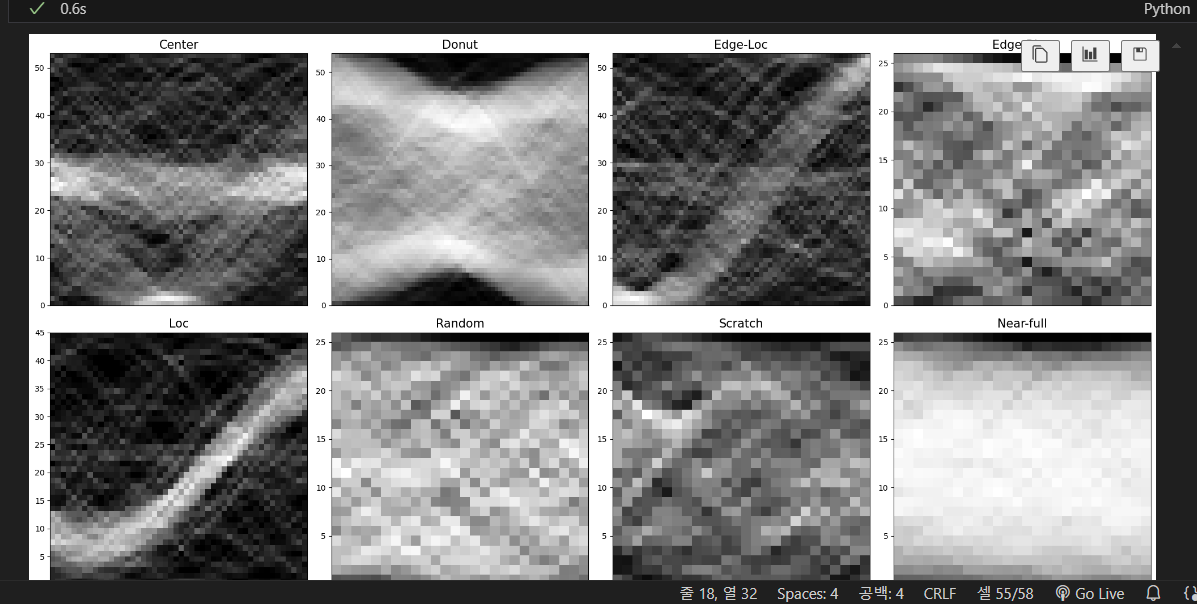 ✓ 0.6s Python
Center Donut Edge-Loc Edge
50 50 50 25
40 40 40 20
30 30 30 15
20 20 20 10
10 10 10 5
0 0 0 0
Loc Random Scratch Near-full
45
40 25 25 25
35 20 20 20
30
25 15 15 15
20 10 10 10
15
10 5 5 5
5
줄 18, 열 32 Spaces: 4 공백: 4 CRLF 셀 55/58 Go Live